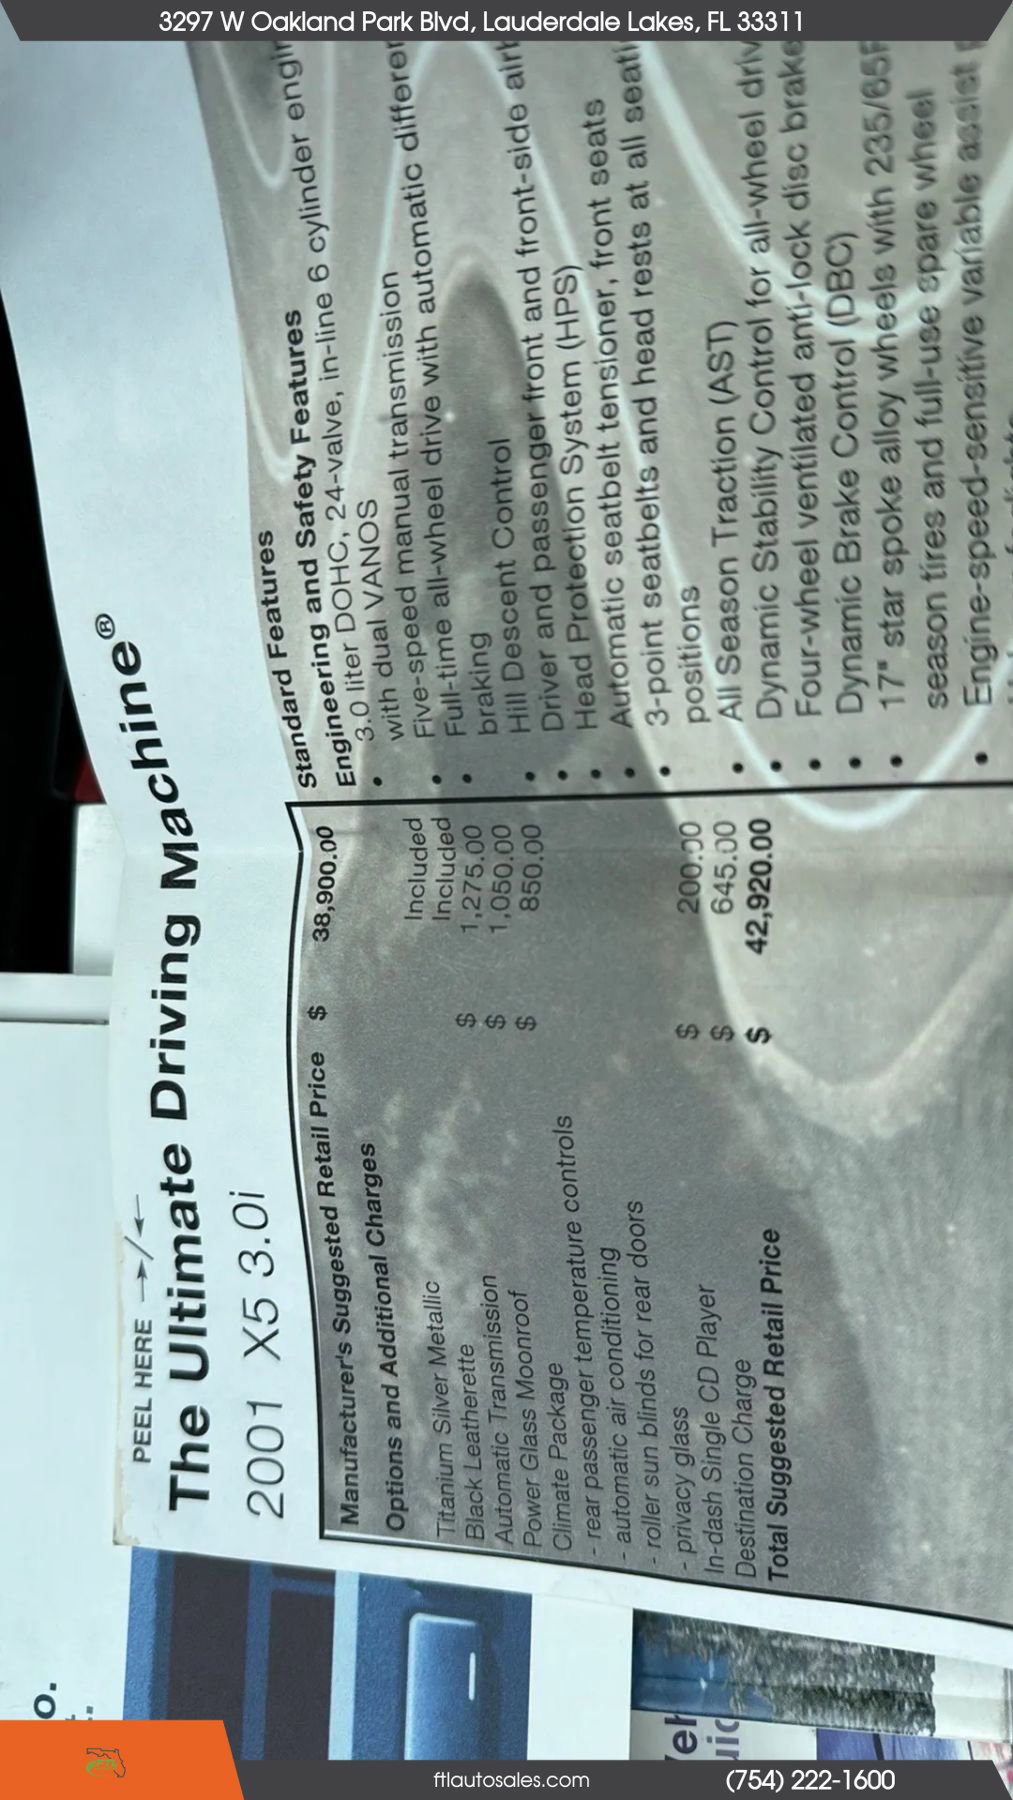 3297 W Oakland Park Blvd, Lauderdale Lakes, FL 33311
PEEL HERE
The Ultimate Driving Machine®
2001 X5 3.0i
Manufacturer's Suggested Retail Price $ 38,900.00
Options and Additional Charges
Titanium Silver Metallic Included
Black Leatherette Included
Automatic Transmission $ 1,275.00
Power Glass Moonroof $ 1,050.00
Climate Package $ 850.00
- rear passenger temperature controls
- automatic air conditioning
- roller sun blinds for rear doors
- privacy glass
In-dash Single CD Player $ 200.00
Destination Charge $ 645.00
Total Suggested Retail Price $ 42,920.00
Standard Features
Engineering and Safety Features
• 3.0 liter DOHC, 24-valve, in-line 6 cylinder engin
with dual VANOS
• Five-speed manual transmission
• Full-time all-wheel drive with automatic differen
braking
• Hill Descent Control
• Driver and passenger front and front-side airb
• Head Protection System (HPS)
• Automatic seatbelt tensioner, front seats
• 3-point seatbelts and head rests at all seati
positions
• All Season Traction (AST)
• Dynamic Stability Control for all-wheel driv
• Four-wheel ventilated anti-lock disc brake
• Dynamic Brake Control (DBC)
• 17" star spoke alloy wheels with 235/65R
season tires and full-use spare wheel
• Engine-speed-sensitive variable assist
ftlautosales.com
(754) 222-1600